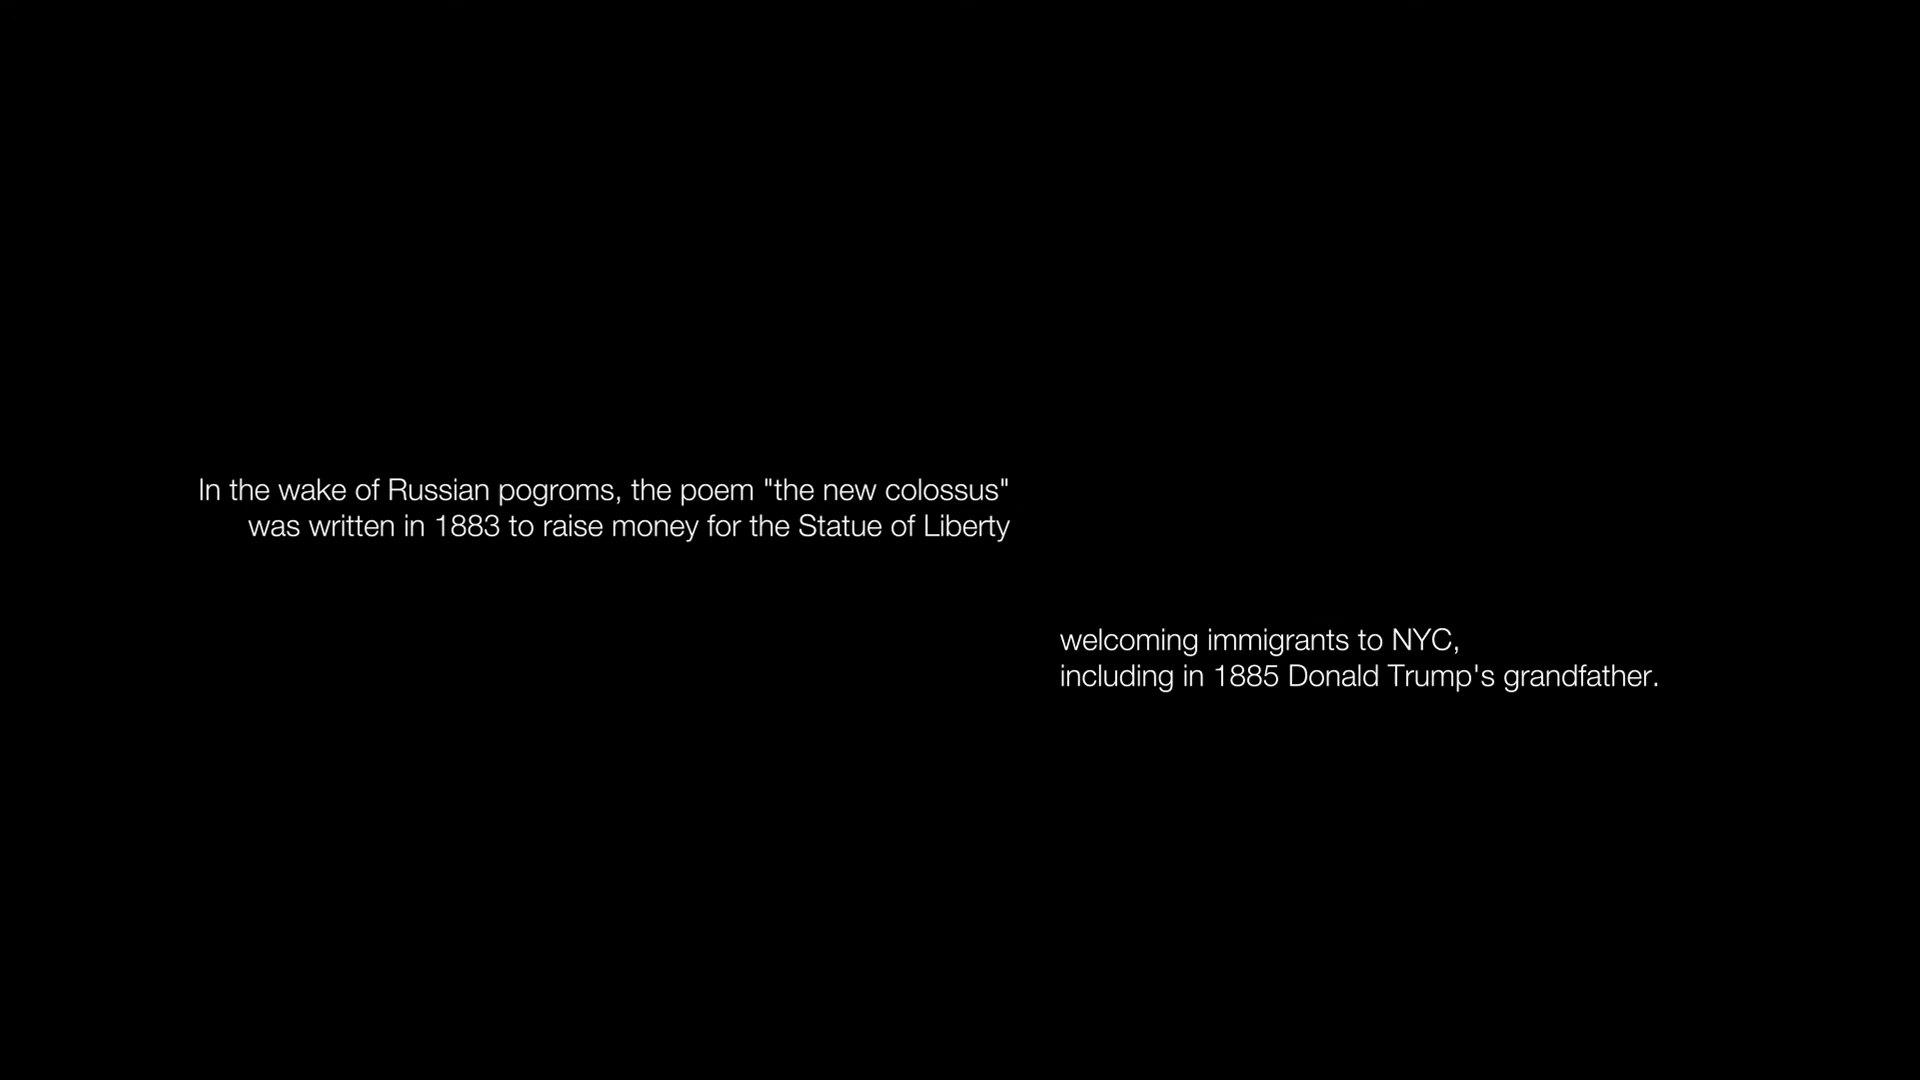 In the wake of Russian pogroms, the poem "the new colossus"
was written in 1883 to raise money for the Statue of Liberty
welcoming immigrants to NYC,
including in 1885 Donald Trump's grandfather.